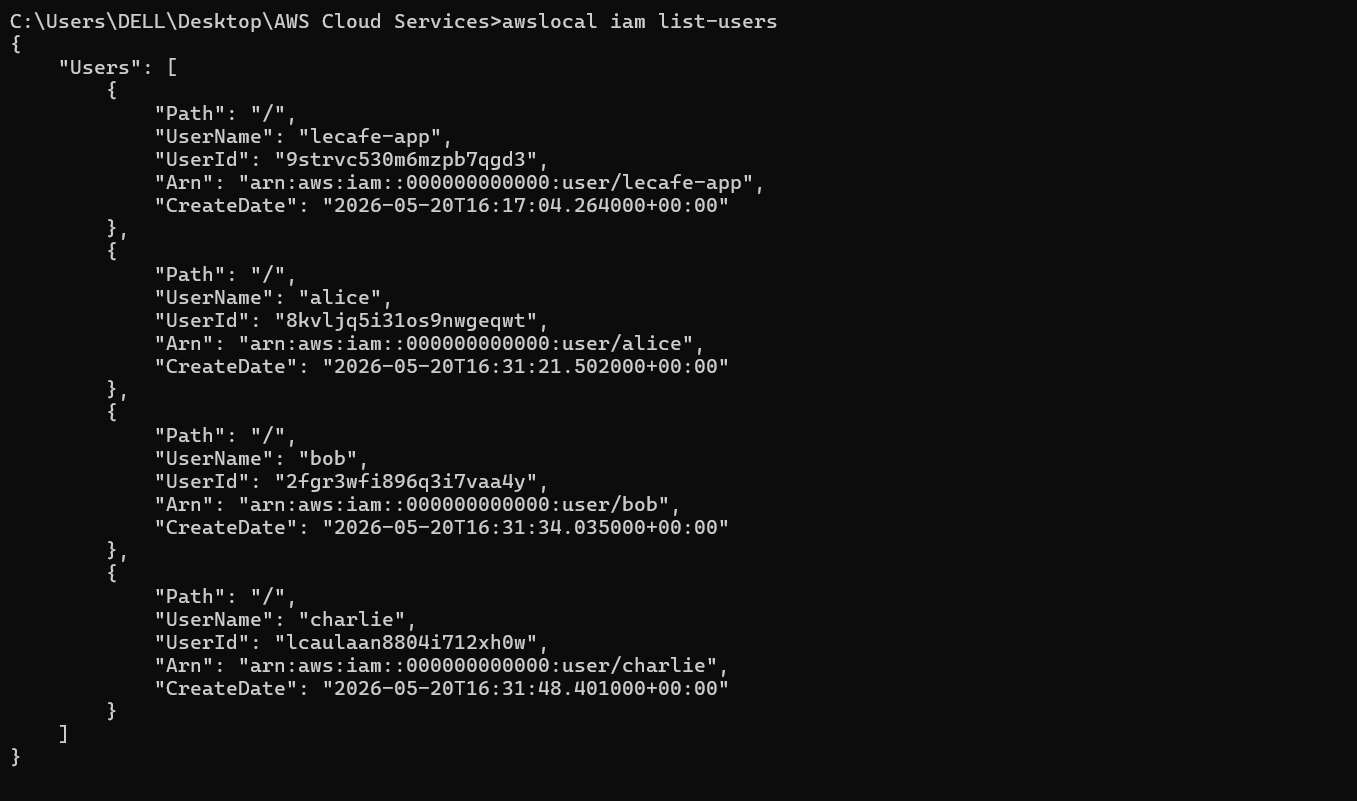 C:\Users\DELL\Desktop\AWS Cloud Services>awslocal iam list-users
{
    "Users": [
        {
            "Path": "/",
            "UserName": "lecafe-app",
            "UserId": "9strvc530m6mzpb7qgd3",
            "Arn": "arn:aws:iam::000000000000:user/lecafe-app",
            "CreateDate": "2026-05-20T16:17:04.264000+00:00"
        },
        {
            "Path": "/",
            "UserName": "alice",
            "UserId": "8kvljq5i31os9nwgeqwt",
            "Arn": "arn:aws:iam::000000000000:user/alice",
            "CreateDate": "2026-05-20T16:31:21.502000+00:00"
        },
        {
            "Path": "/",
            "UserName": "bob",
            "UserId": "2fgr3wfi896q3i7vaa4y",
            "Arn": "arn:aws:iam::000000000000:user/bob",
            "CreateDate": "2026-05-20T16:31:34.035000+00:00"
        },
        {
            "Path": "/",
            "UserName": "charlie",
            "UserId": "lcaulaan8804i712xh0w",
            "Arn": "arn:aws:iam::000000000000:user/charlie",
            "CreateDate": "2026-05-20T16:31:48.401000+00:00"
        }
    ]
}